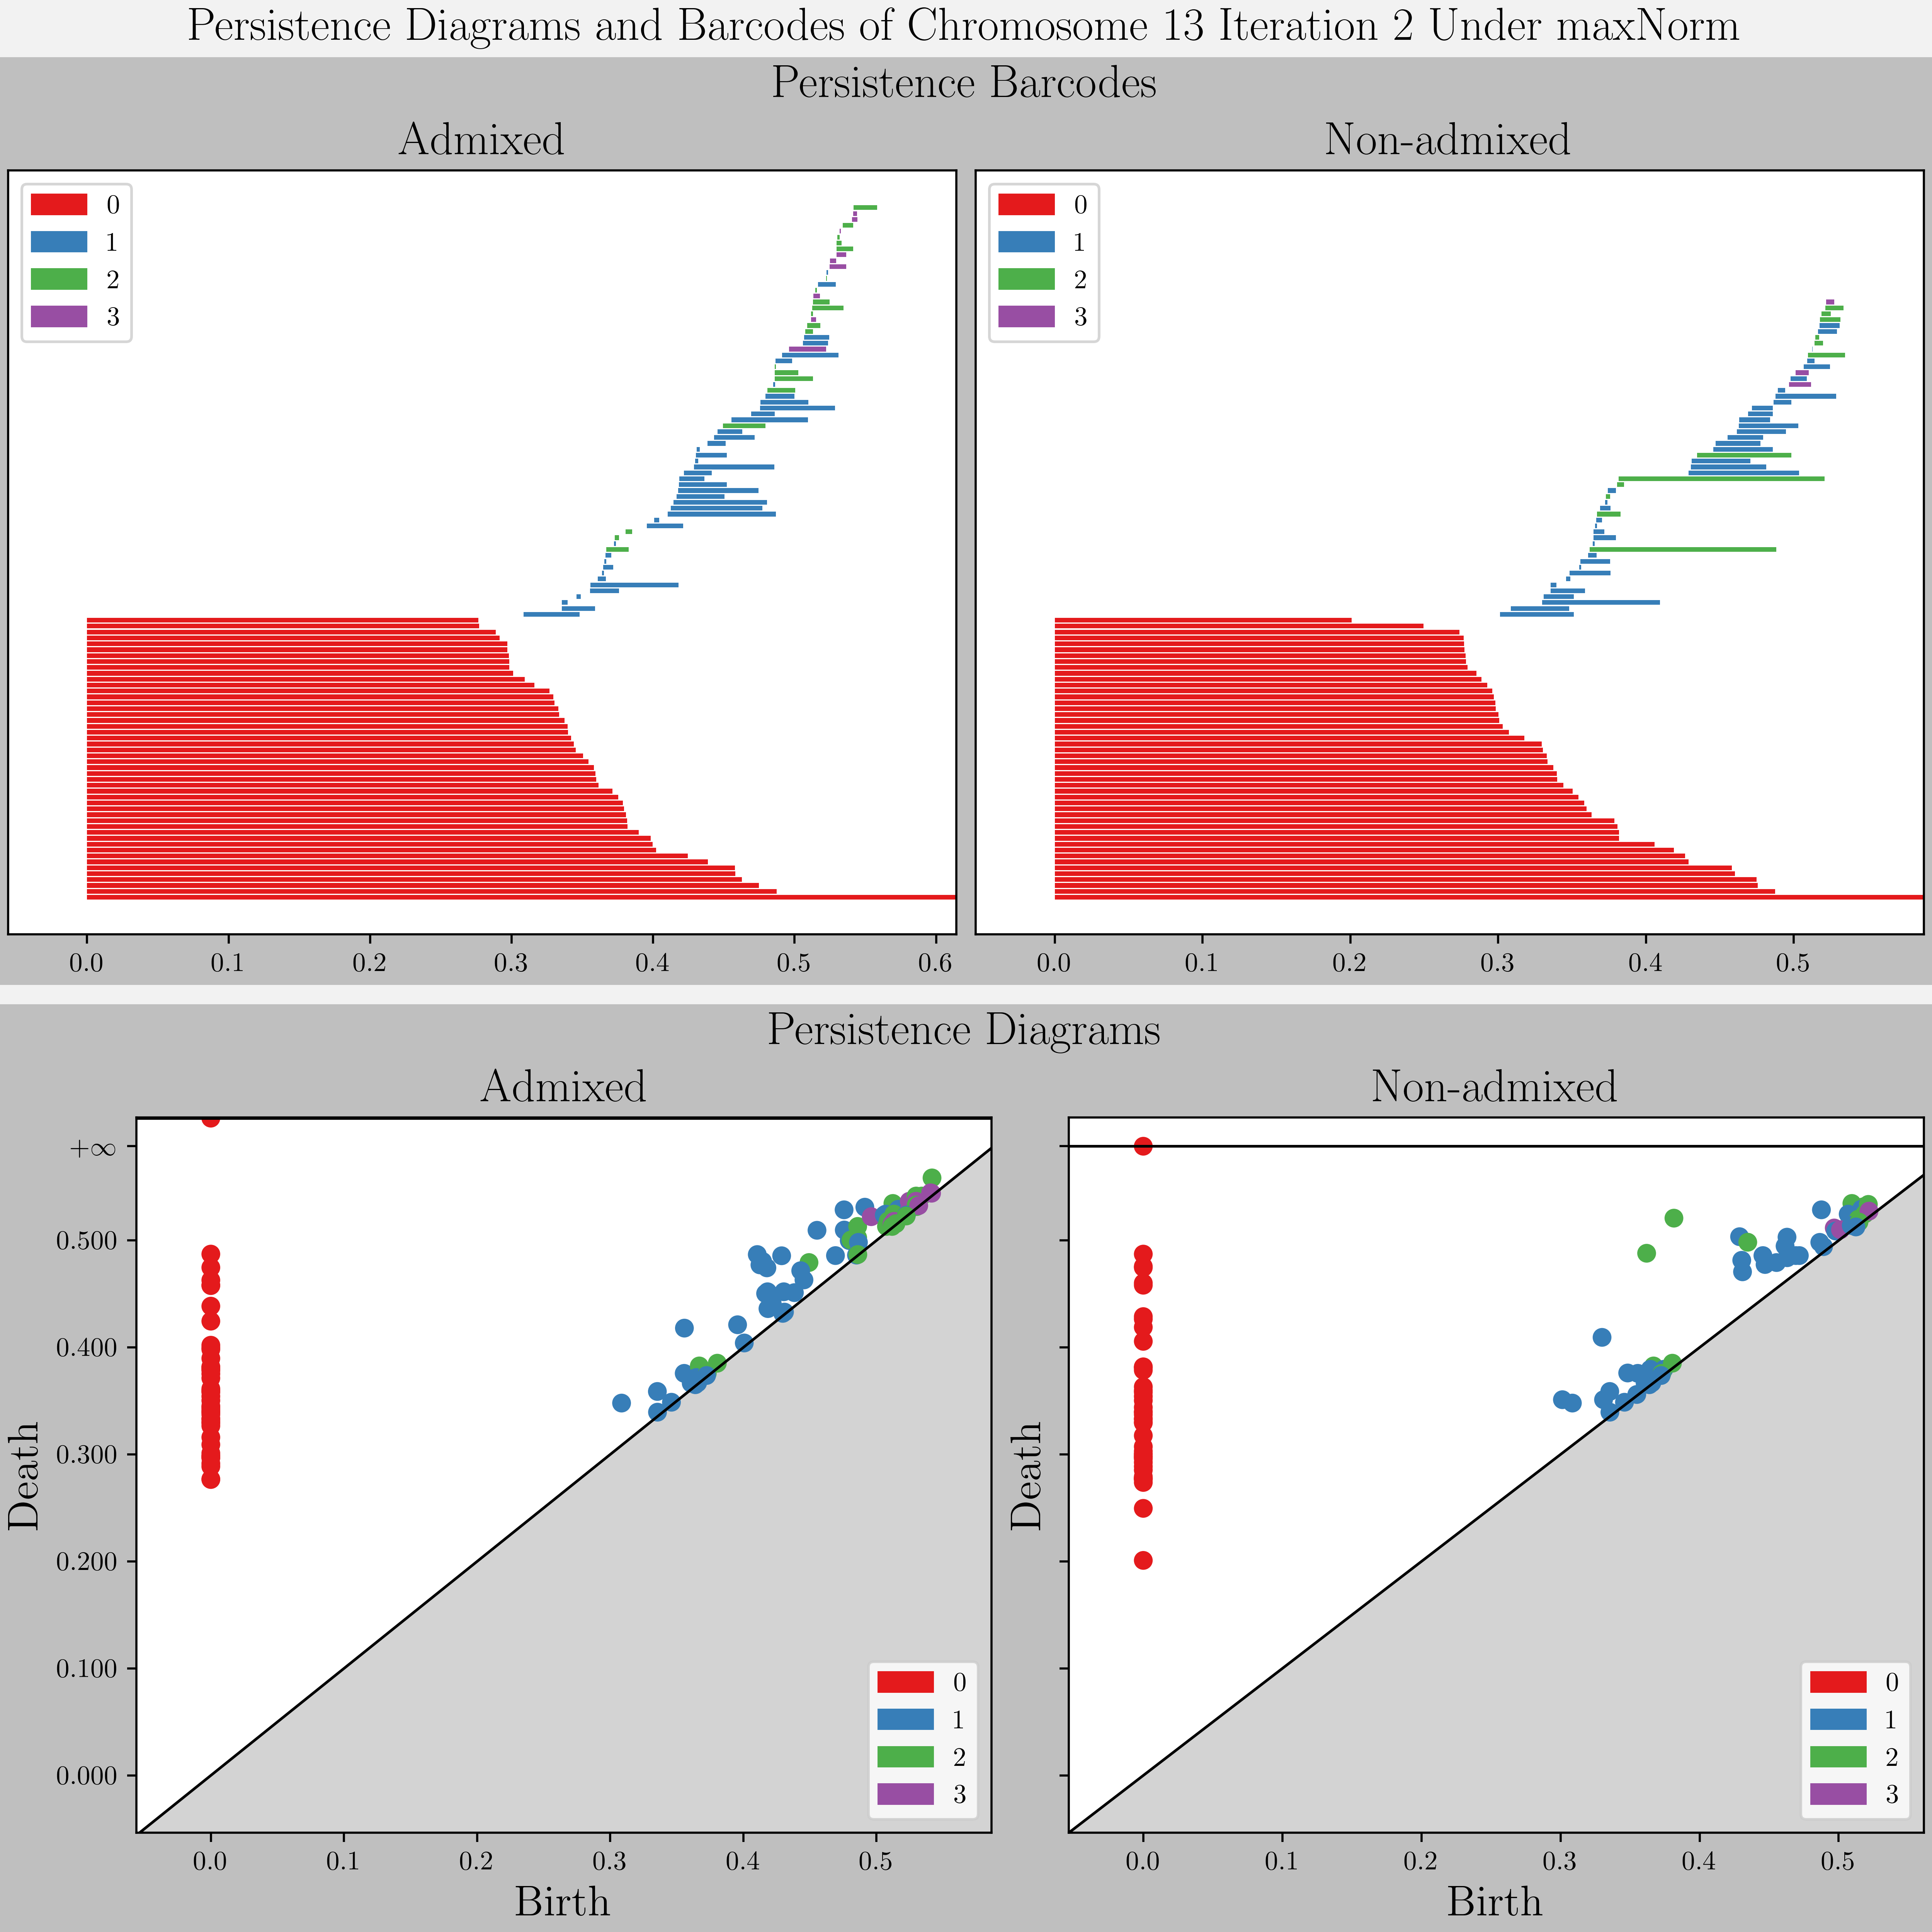 Persistence Diagrams and Barcodes of Chromosome 13 Iteration 2 Under maxNorm
Persistence Barcodes
Admixed
0
1
2
3
0.0 0.1 0.2 0.3 0.4 0.5 0.6
Non-admixed
0
1
2
3
0.0 0.1 0.2 0.3 0.4 0.5
Persistence Diagrams
Admixed
Death
+∞
0.500
0.400
0.300
0.200
0.100
0.000
0
1
2
3
0.0 0.1 0.2 0.3 0.4 0.5
Birth
Non-admixed
Death
0
1
2
3
0.0 0.1 0.2 0.3 0.4 0.5
Birth